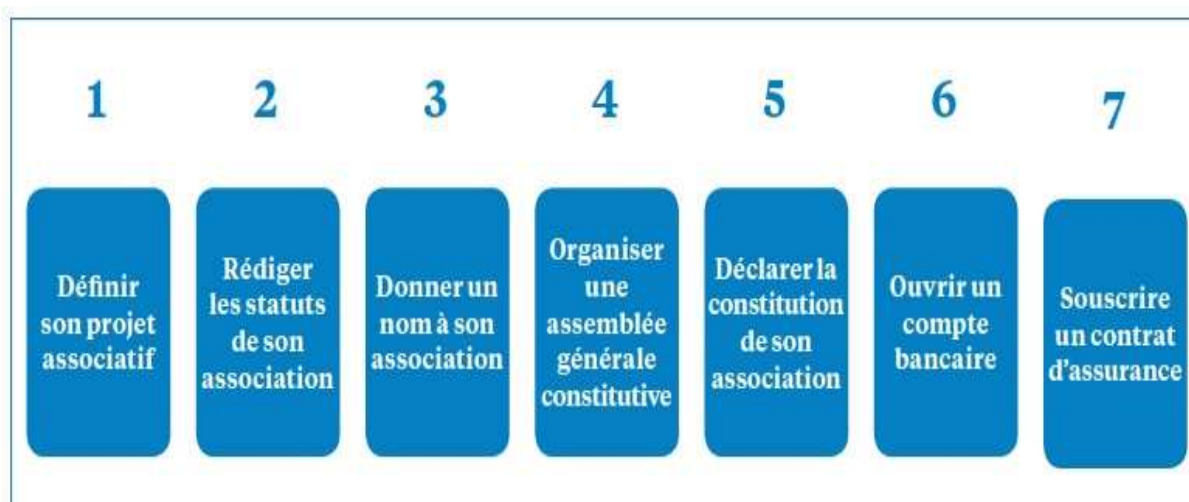 1
Définir
son projet
associatif
2
Rédiger
les statuts
de son
association
3
Donner un
nom à son
association
4
Organiser
une
assemblée
générale
constitutive
5
Déclarer la
constitution
de son
association
6
Ouvrir un
compte
bancaire
7
Souscrire
un contrat
d'assurance